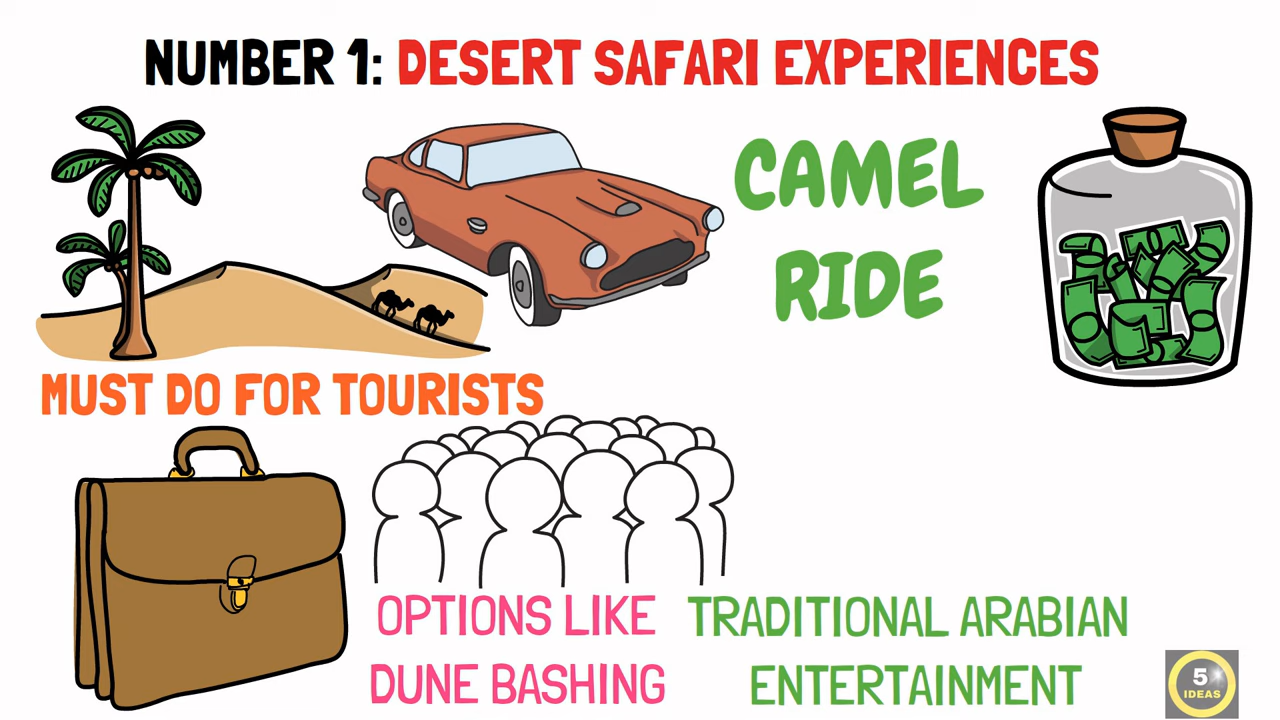 NUMBER 1: DESERT SAFARI EXPERIENCES
CAMEL
RIDE
MUST DO FOR TOURISTS
OPTIONS LIKE
DUNE BASHING
TRADITIONAL ARABIAN
ENTERTAINMENT
5
IDEAS